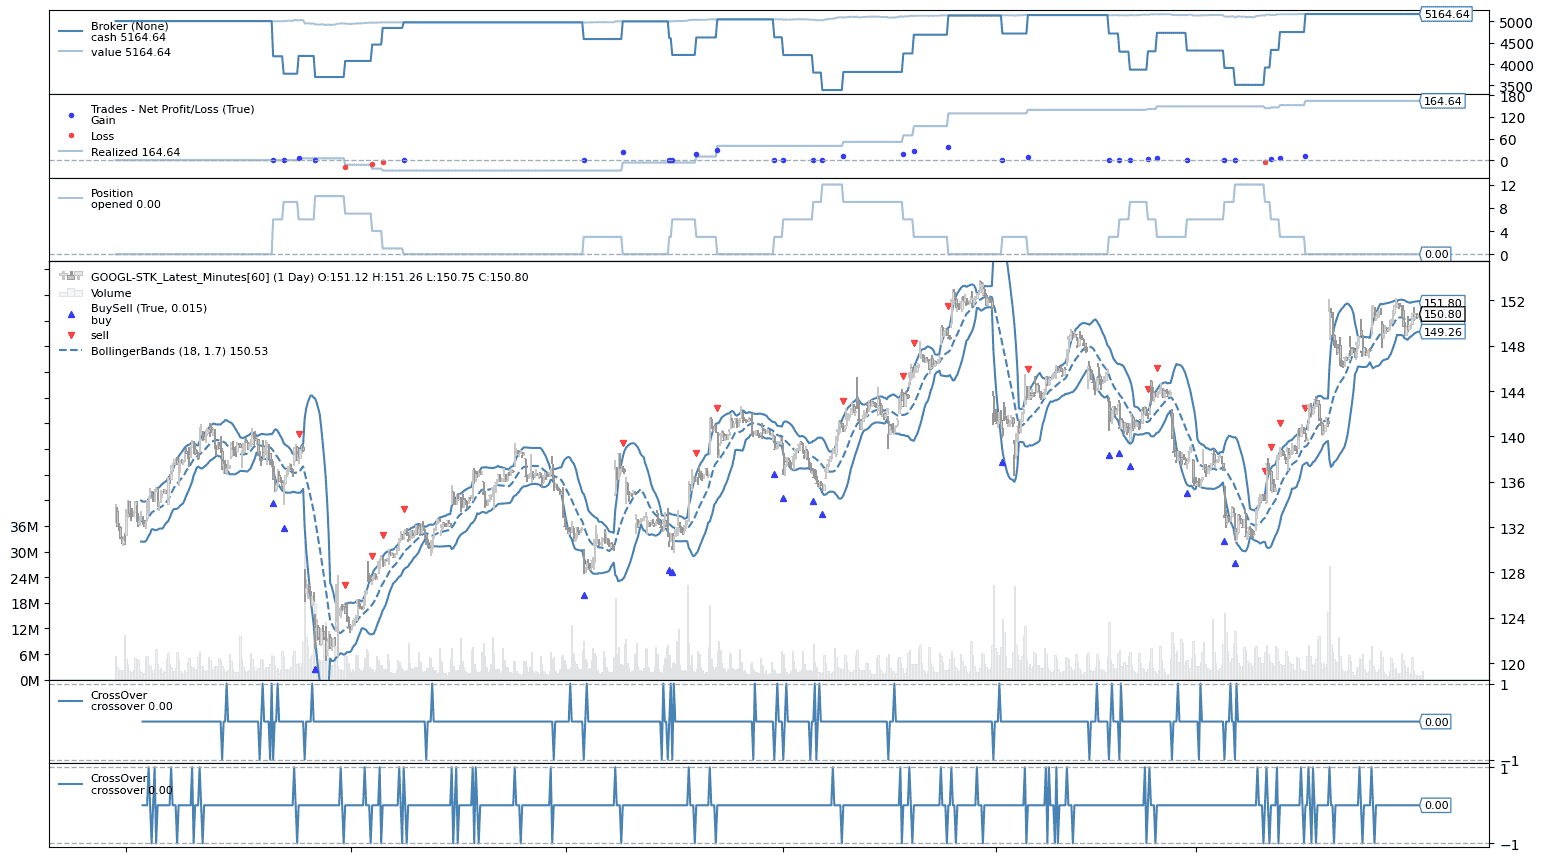 Broker (None)
cash 5164.64
value 5164.64
5164.64
5000
4500
4000
3500
Trades - Net Profit/Loss (True)
Gain
Loss
Realized 164.64
164.64
180
120
60
0
Position
opened 0.00
12
8
4
0
0.00
GOOGL-STK_Latest_Minutes[60] (1 Day) O:151.12 H:151.26 L:150.75 C:150.80
Volume
BuySell (True, 0.015)
buy
sell
BollingerBands (18, 1.7) 150.53
151.80
150.80
149.26
152
148
144
140
136
132
128
124
120
36M
30M
24M
18M
12M
6M
0M
CrossOver
crossover 0.00
1
0.00
−1
CrossOver
crossover 0.00
1
0.00
−1